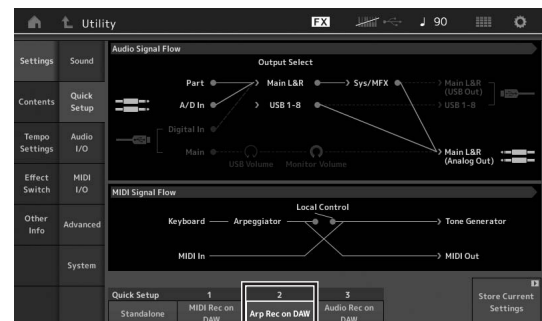 Utility
FX
♩ 90
Settings
Sound
Contents
Quick
Setup
Tempo
Settings
Audio
I/O
Effect
Switch
MIDI
I/O
Other
Info
Advanced
System
Audio Signal Flow
Output Select
Part
Main L&R
Sys/MFX
Main L&R
(USB Out)
A/D In
USB 1-8
USB 1-8
Digital In
Main
USB Volume
Monitor Volume
Main L&R
(Analog Out)
MIDI Signal Flow
Local Control
Keyboard
Arpeggiator
Tone Generator
MIDI In
MIDI Out
Quick Setup
1
2
3
Standalone
MIDI Rec on
DAW
Arp Rec on DAW
Audio Rec on
DAW
Store Current
Settings